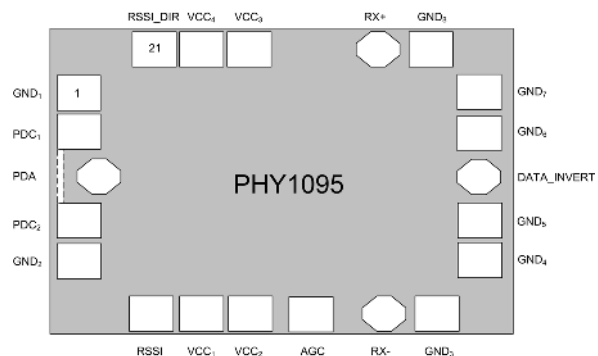 RSSI_DIR VCC₄ VCC₃ RX+ GND₈
21
GND₁ 1 GND₇
PDC₁ GND₆
PDA PHY1095 DATA_INVERT
PDC₂ GND₅
GND₂ GND₄
RSSI VCC₁ VCC₂ AGC RX- GND₃